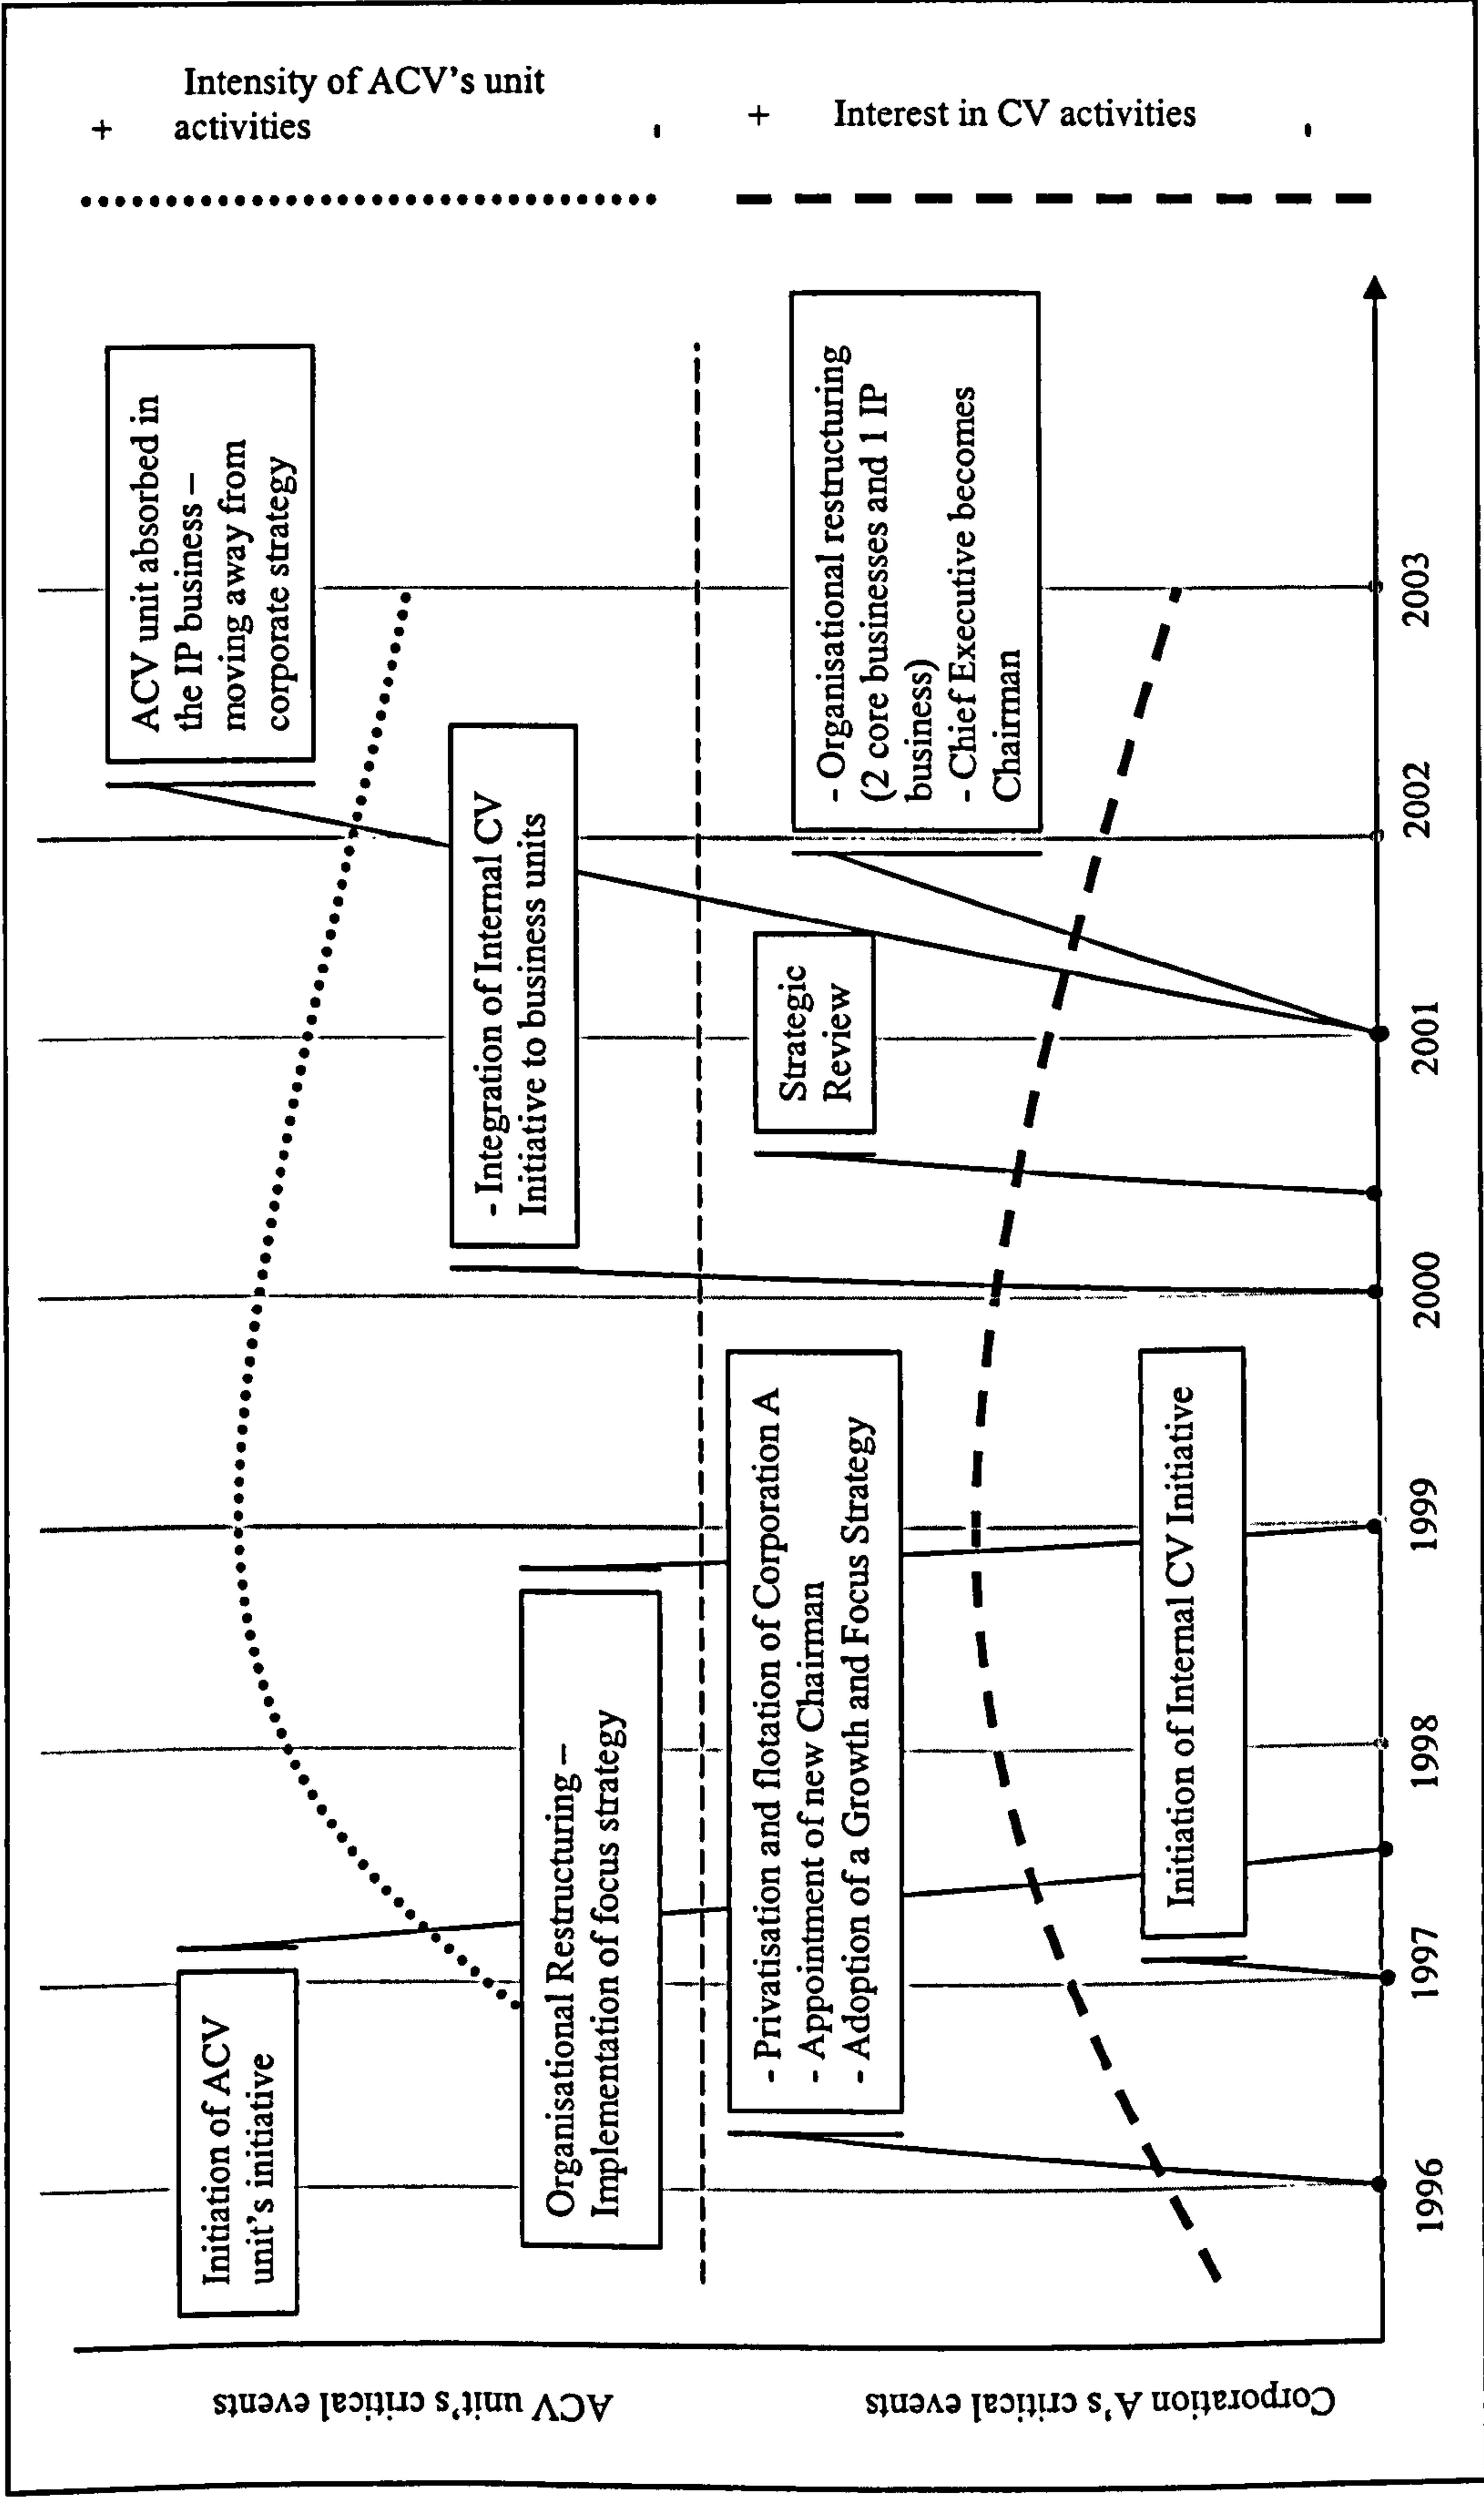 ACV unit's critical events
Corporation A's critical events
Initiation of ACV
unit's initiative
Organisational Restructuring –
Implementation of focus strategy
- Integration of Internal CV
Initiative to business units
ACV unit absorbed in
the IP business –
moving away from
corporate strategy
- Privatisation and flotation of Corporation A
- Appointment of new Chairman
- Adoption of a Growth and Focus Strategy
Initiation of Internal CV Initiative
Strategic
Review
- Organisational restructuring
(2 core businesses and 1 IP
business)
- Chief Executive becomes
Chairman
1996
1997
1998
1999
2000
2001
2002
2003
+
Intensity of ACV's unit
activities
-
+
Interest in CV activities
-